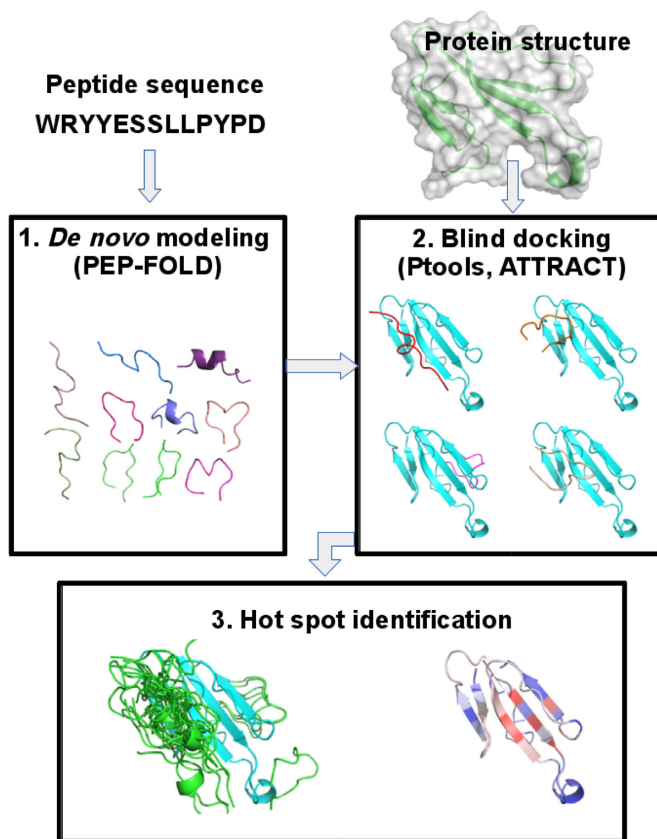 Protein structure
Peptide sequence
WRYYESSLLPYPD
1. De novo modeling
(PEP-FOLD)
2. Blind docking
(Ptools, ATTRACT)
3. Hot spot identification